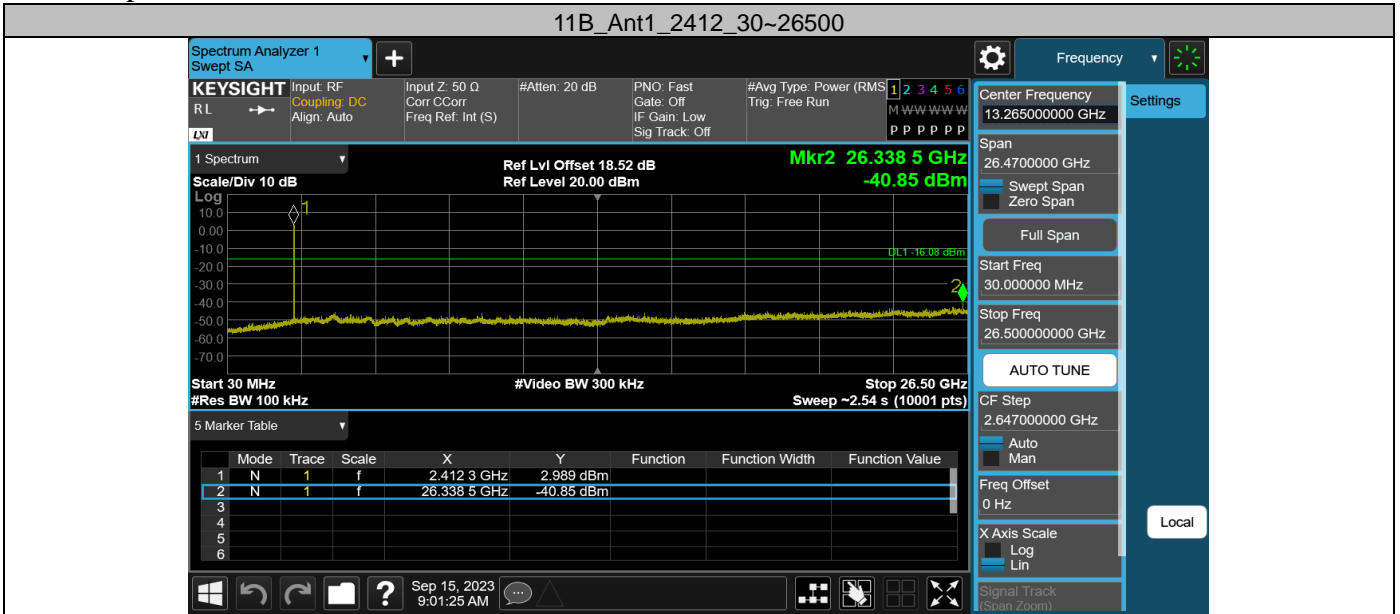 11B_Ant1_2412_30~26500
Spectrum Analyzer 1
Swept SA
Frequency
KEYSIGHT
RL
LXI
Input: RF
Coupling: DC
Align: Auto
Input Z: 50 Ω
Corr CCorr
Freq Ref: Int (S)
#Atten: 20 dB
PNO: Fast
Gate: Off
IF Gain: Low
Sig Track: Off
#Avg Type: Power (RMS
Trig: Free Run
1 2 3 4 5 6
M W W W W W
P P P P P P
1 Spectrum
Scale/Div 10 dB
Ref Lvl Offset 18.52 dB
Ref Level 20.00 dBm
Mkr2 26.338 5 GHz
-40.85 dBm
Log
10.0
0.00
-10.0
-20.0
-30.0
-40.0
-50.0
-60.0
-70.0
1
DL1 -16.08 dBm
2
Start 30 MHz
#Res BW 100 kHz
#Video BW 300 kHz
Stop 26.50 GHz
Sweep ~2.54 s (10001 pts)
5 Marker Table
Mode Trace Scale X Y Function Function Width Function Value
1 N 1 f 2.412 3 GHz 2.989 dBm
2 N 1 f 26.338 5 GHz -40.85 dBm
3
4
5
6
Sep 15, 2023
9:01:25 AM
Center Frequency
13.265000000 GHz
Settings
Span
26.4700000 GHz
Swept Span
Zero Span
Full Span
Start Freq
30.000000 MHz
Stop Freq
26.500000000 GHz
AUTO TUNE
CF Step
2.647000000 GHz
Auto
Man
Freq Offset
0 Hz
Local
X Axis Scale
Log
Lin
Signal Track
(Span Zoom)